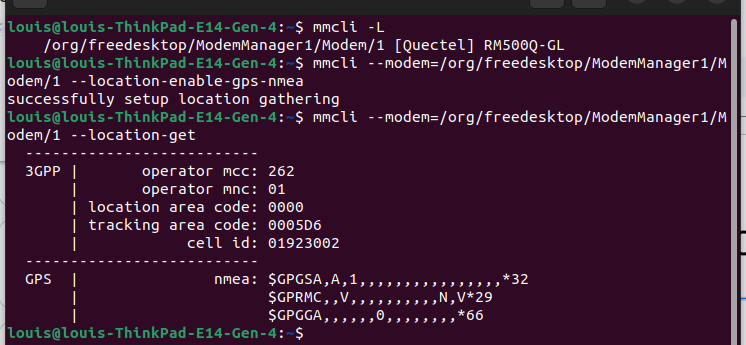 louis@louis-ThinkPad-E14-Gen-4:~$ mmcli -L
    /org/freedesktop/ModemManager1/Modem/1 [Quectel] RM500Q-GL
louis@louis-ThinkPad-E14-Gen-4:~$ mmcli --modem=/org/freedesktop/ModemManager1/M
odem/1 --location-enable-gps-nmea
successfully setup location gathering
louis@louis-ThinkPad-E14-Gen-4:~$ mmcli --modem=/org/freedesktop/ModemManager1/M
odem/1 --location-get
  --------------------------
  3GPP |       operator mcc: 262
       |       operator mnc: 01
       | location area code: 0000
       | tracking area code: 0005D6
       |            cell id: 01923002
  --------------------------
  GPS  |               nmea: $GPGSA,A,1,,,,,,,,,,,,,,,,*32
       |                     $GPRMC,,V,,,,,,,,,,N,V*29
       |                     $GPGGA,,,,,,0,,,,,,,,*66
louis@louis-ThinkPad-E14-Gen-4:~$